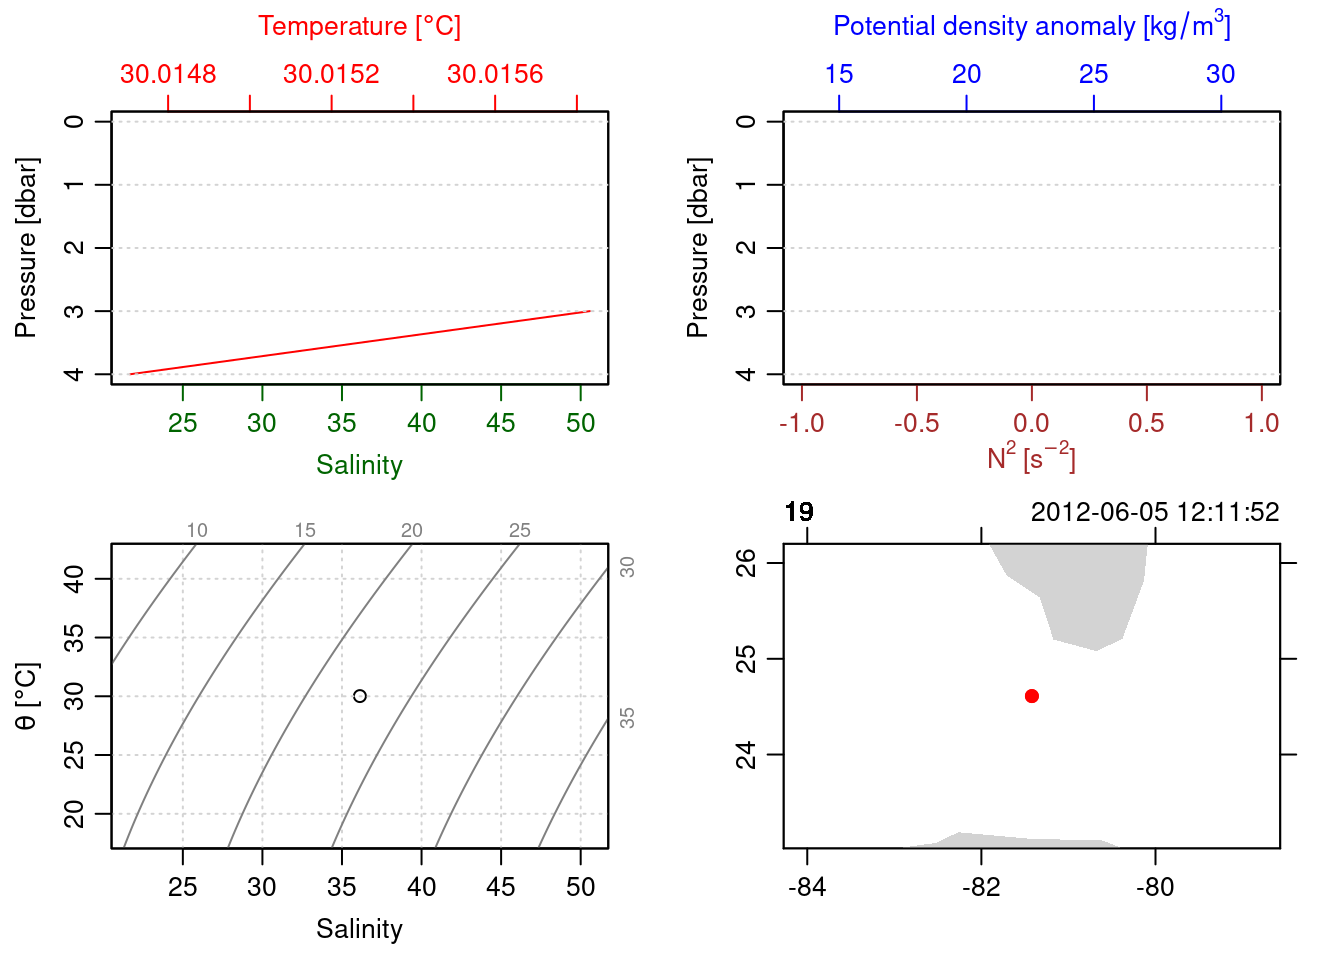 Temperature [°C]
30.0148 30.0152 30.0156
0
1
2
3
4
Pressure [dbar]
25 30 35 40 45 50
Salinity
Potential density anomaly [kg/m³]
15 20 25 30
0
1
2
3
4
Pressure [dbar]
-1.0 -0.5 0.0 0.5 1.0
N² [s⁻²]
10 15 20 25
30
35
40
35
30
25
20
θ [°C]
25 30 35 40 45 50
Salinity
19 2012-06-05 12:11:52
26
25
24
-84 -82 -80